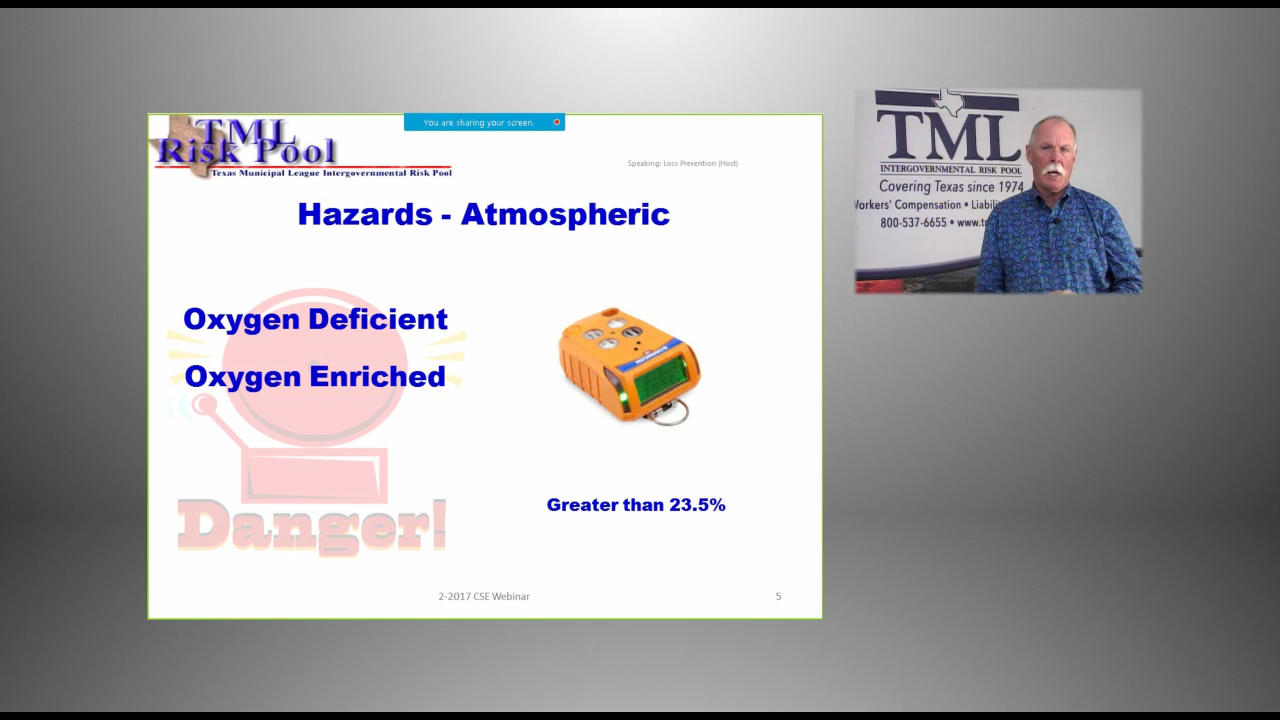 You are sharing your screen.
TML
Risk Pool
Texas Municipal League Intergovernmental Risk Pool
Speaking: Loss Prevention (Host)
Hazards - Atmospheric
Oxygen Deficient
Oxygen Enriched
Danger!
Greater than 23.5%
2-2017 CSE Webinar
5
TML
INTERGOVERNMENTAL RISK POOL
Covering Texas since 1974
Workers' Compensation •
800-537-6655 •